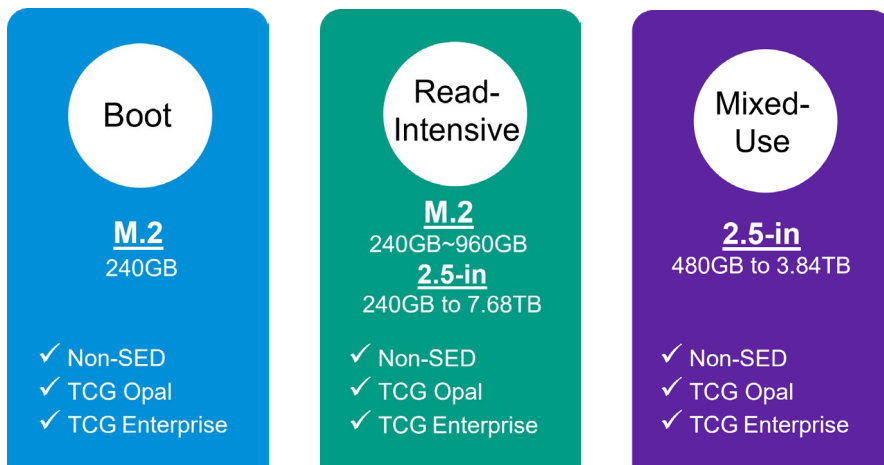 Boot
M.2
240GB
✓ Non-SED
✓ TCG Opal
✓ TCG Enterprise
Read-
Intensive
M.2
240GB~960GB
2.5-in
240GB to 7.68TB
✓ Non-SED
✓ TCG Opal
✓ TCG Enterprise
Mixed-
Use
2.5-in
480GB to 3.84TB
✓ Non-SED
✓ TCG Opal
✓ TCG Enterprise